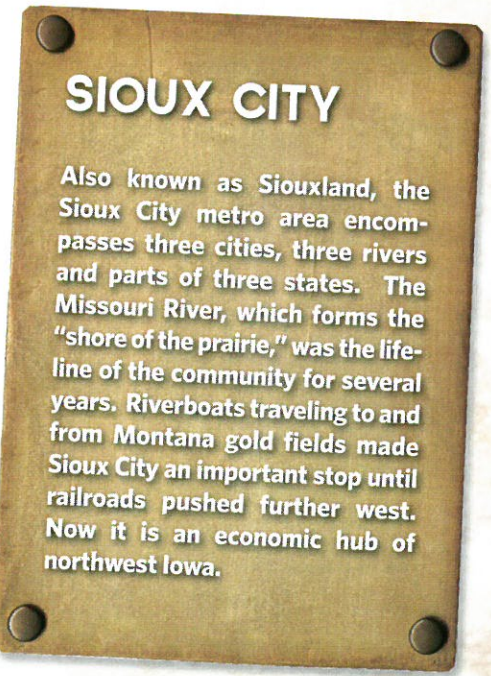 SIOUX CITY
Also known as Siouxland, the
Sioux City metro area encom-
passes three cities, three rivers
and parts of three states. The
Missouri River, which forms the
"shore of the prairie," was the life-
line of the community for several
years. Riverboats traveling to and
from Montana gold fields made
Sioux City an important stop until
railroads pushed further west.
Now it is an economic hub of
northwest Iowa.